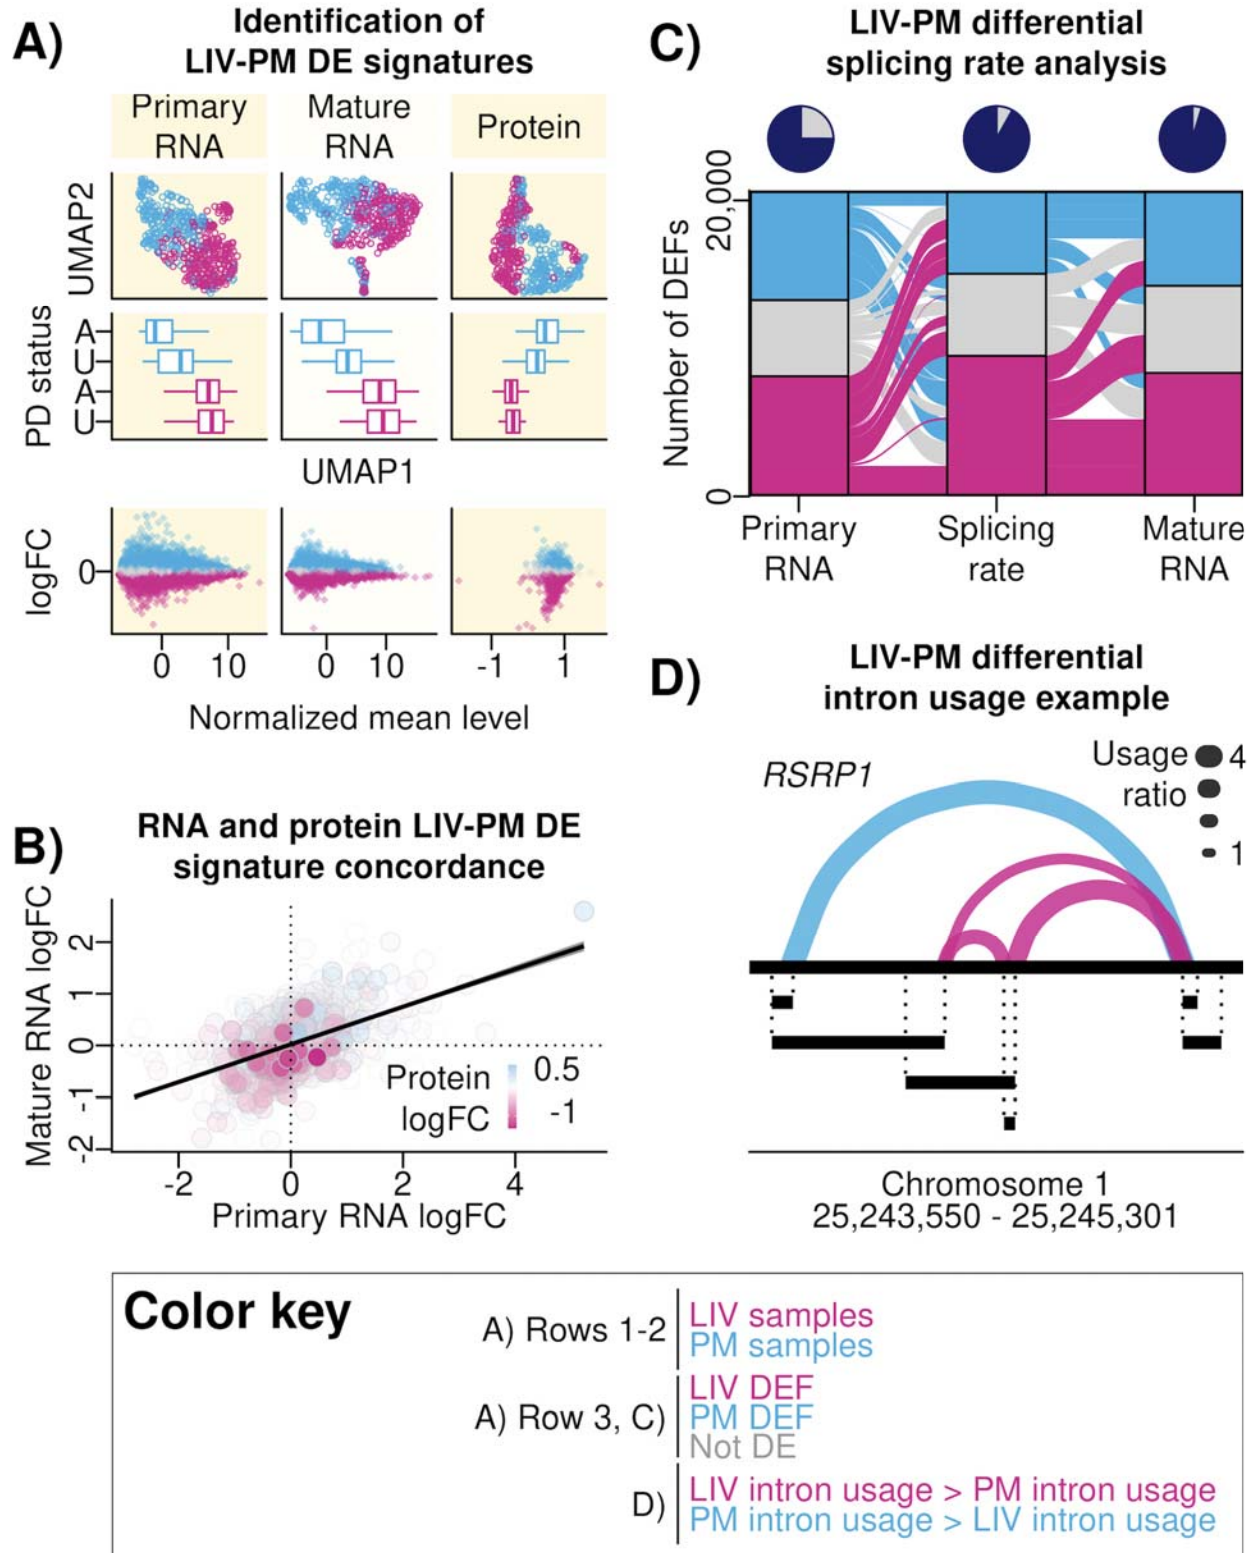 A)
Identification of
LIV-PM DE signatures
Primary
RNA
Mature
RNA
Protein
UMAP2
PD status
A
U
A
U
UMAP1
logFC
0
0 10
0 10
-1 1
Normalized mean level
B)
RNA and protein LIV-PM DE
signature concordance
Mature RNA logFC
2
1
0
-1
-2
Protein
logFC
0.5
-1
-2 0 2 4
Primary RNA logFC
C)
LIV-PM differential
splicing rate analysis
Number of DEFs
20,000
0
Primary
RNA
Splicing
rate
Mature
RNA
D)
LIV-PM differential
intron usage example
RSRP1
Usage
ratio
4
1
Chromosome 1
25,243,550 - 25,245,301
Color key
A) Rows 1-2
LIV samples
PM samples
A) Row 3, C)
LIV DEF
PM DEF
Not DE
D)
LIV intron usage > PM intron usage
PM intron usage > LIV intron usage